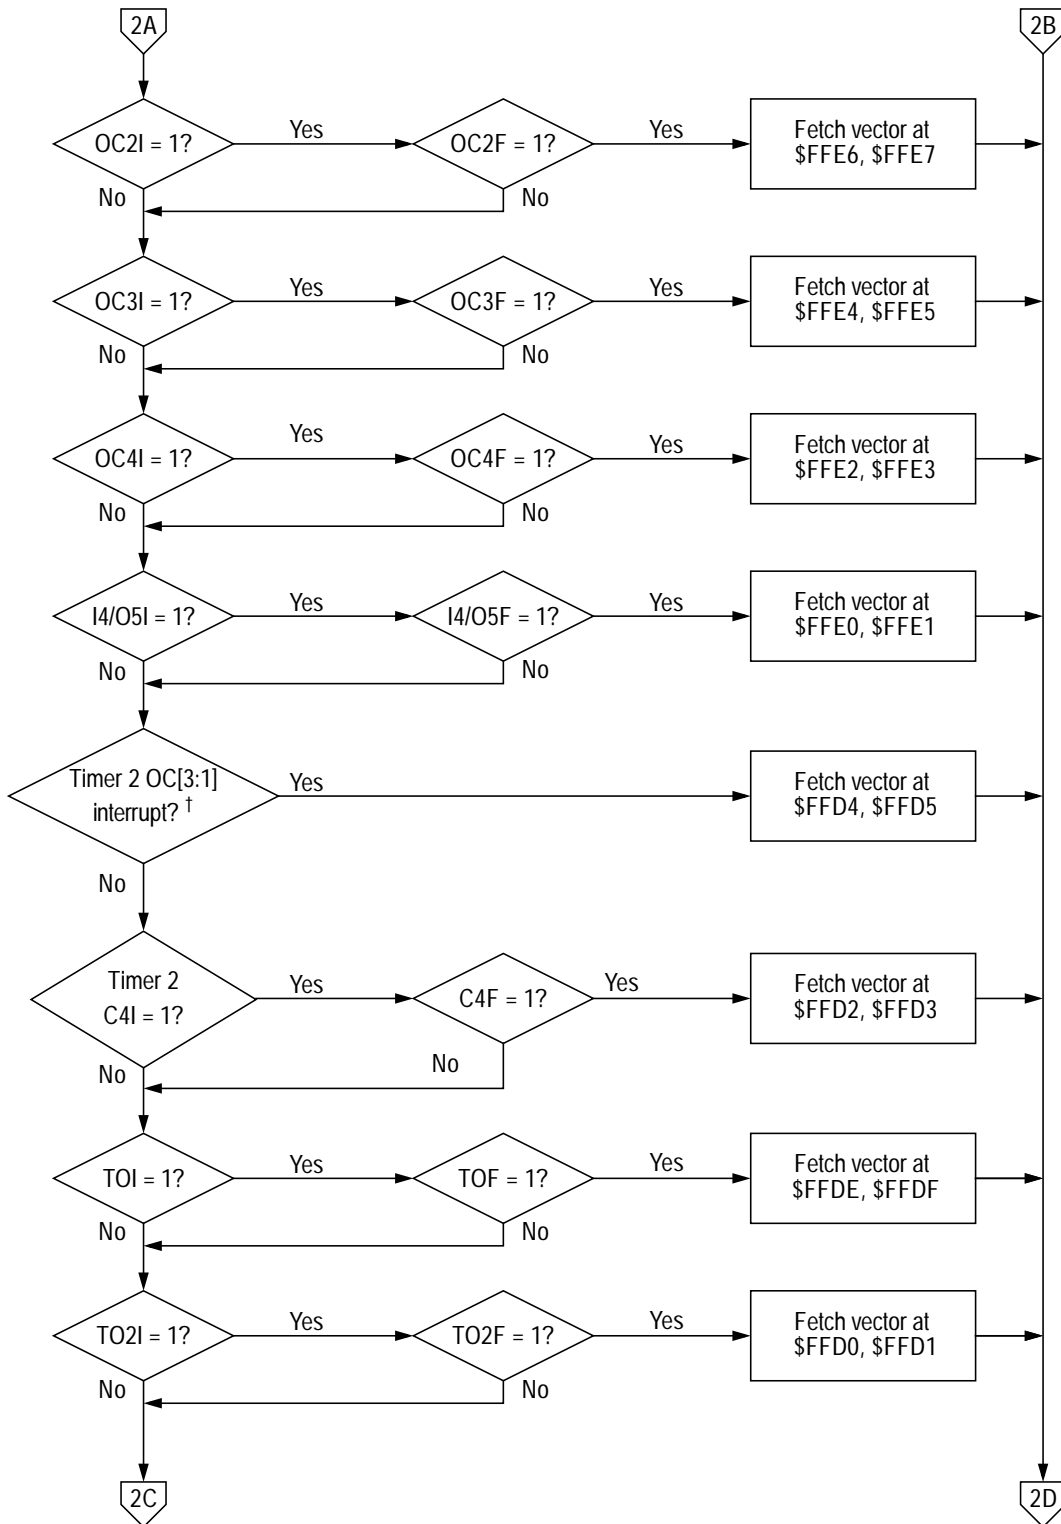 2A
2B
OC2I = 1?
Yes
OC2F = 1?
Yes
Fetch vector at
$FFE6, $FFE7
No
No
OC3I = 1?
Yes
OC3F = 1?
Yes
Fetch vector at
$FFE4, $FFE5
No
No
OC4I = 1?
Yes
OC4F = 1?
Yes
Fetch vector at
$FFE2, $FFE3
No
No
I4/O5I = 1?
Yes
I4/O5F = 1?
Yes
Fetch vector at
$FFE0, $FFE1
No
No
Timer 2 OC[3:1]
interrupt? †
Yes
Fetch vector at
$FFD4, $FFD5
No
Timer 2
C4I = 1?
Yes
C4F = 1?
Yes
Fetch vector at
$FFD2, $FFD3
No
No
TOI = 1?
Yes
TOF = 1?
Yes
Fetch vector at
$FFDE, $FFDF
No
No
TO2I = 1?
Yes
TO2F = 1?
Yes
Fetch vector at
$FFD0, $FFD1
No
No
2C
2D